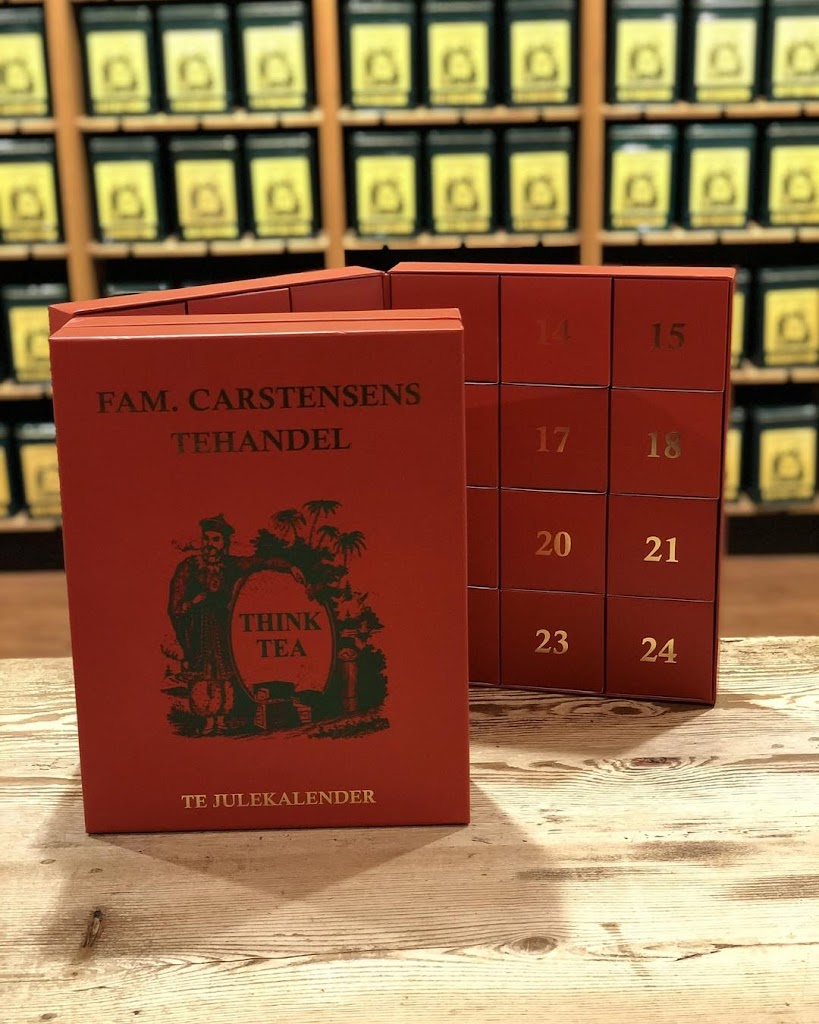 FAM. CARSTENSENS
TEHANDEL
THINK
TEA
TE JULEKALENDER
14
15
17
18
20
21
23
24